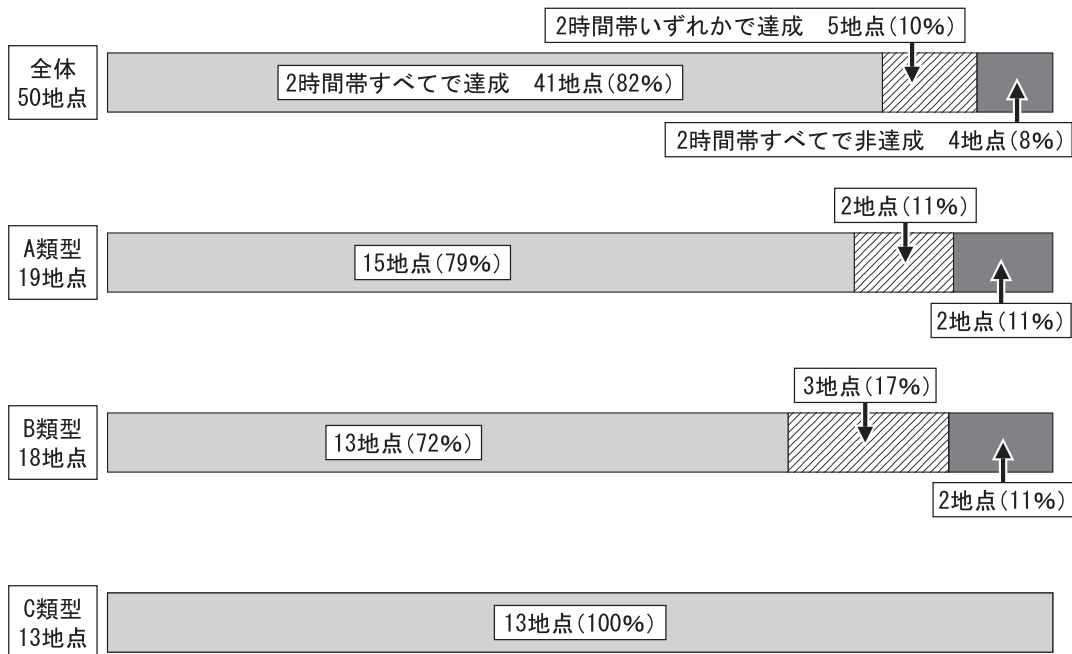 2時間帯いずれかで達成　5地点(10%)
全体
50地点
2時間帯すべてで達成　41地点(82%)
2時間帯すべてで非達成　4地点(8%)
2地点(11%)
A類型
19地点
15地点(79%)
2地点(11%)
3地点(17%)
B類型
18地点
13地点(72%)
2地点(11%)
C類型
13地点
13地点(100%)